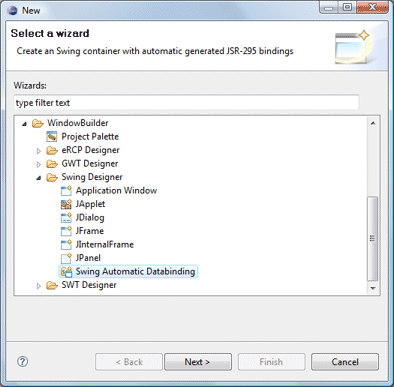 New
Select a wizard
Create an Swing container with automatic generated JSR-295 bindings
Wizards:
type filter text
WindowBuilder
Project Palette
eRCP Designer
GWT Designer
Swing Designer
Application Window
JApplet
JDialog
JFrame
JInternalFrame
JPanel
Swing Automatic Databinding
SWT Designer
?
< Back
Next >
Finish
Cancel